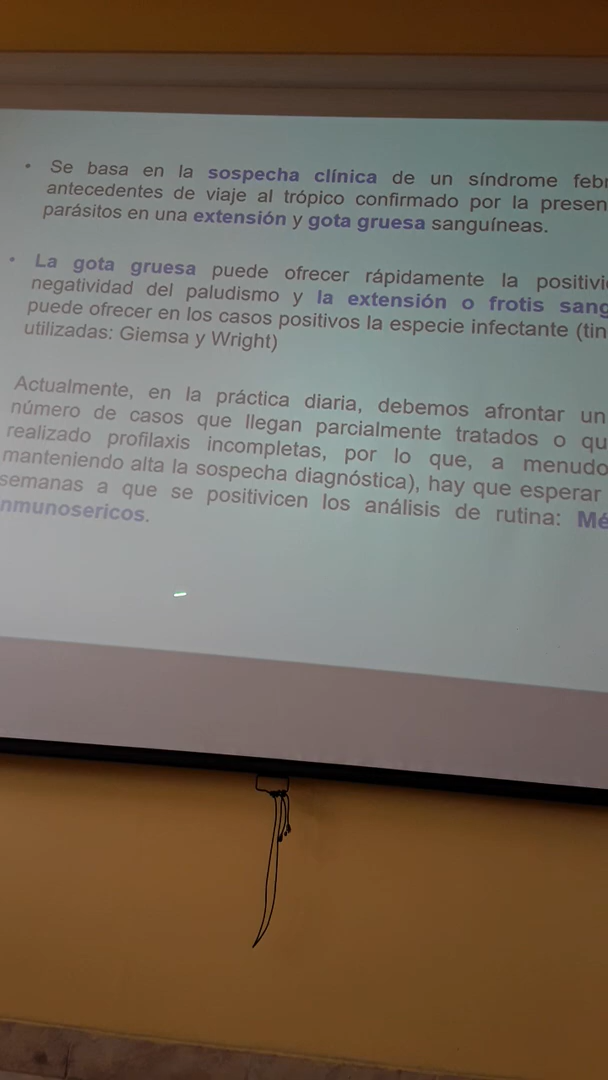 • Se basa en la sospecha clínica de un síndrome febr
antecedentes de viaje al trópico confirmado por la presen
parásitos en una extensión y gota gruesa sanguíneas.
• La gota gruesa puede ofrecer rápidamente la positivi
negatividad del paludismo y la extensión o frotis sang
puede ofrecer en los casos positivos la especie infectante (tin
utilizadas: Giemsa y Wright)
Actualmente, en la práctica diaria, debemos afrontar un
número de casos que llegan parcialmente tratados o qu
realizado profilaxis incompletas, por lo que, a menudo
manteniendo alta la sospecha diagnóstica), hay que esperar
semanas a que se positivicen los análisis de rutina: Mé
nmunosericos.